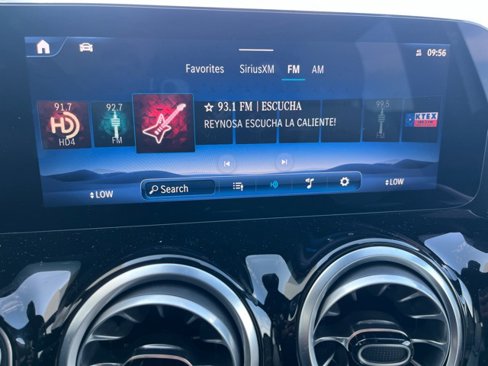 09:56
Favorites SiriusXM FM AM
91.7
HD
HD4
92.7
FM
☆ 93.1 FM | ESCUCHA
REYNOSA ESCUCHA LA CALIENTE!
99.5
FM
KTEX
LOW
Search
LOW